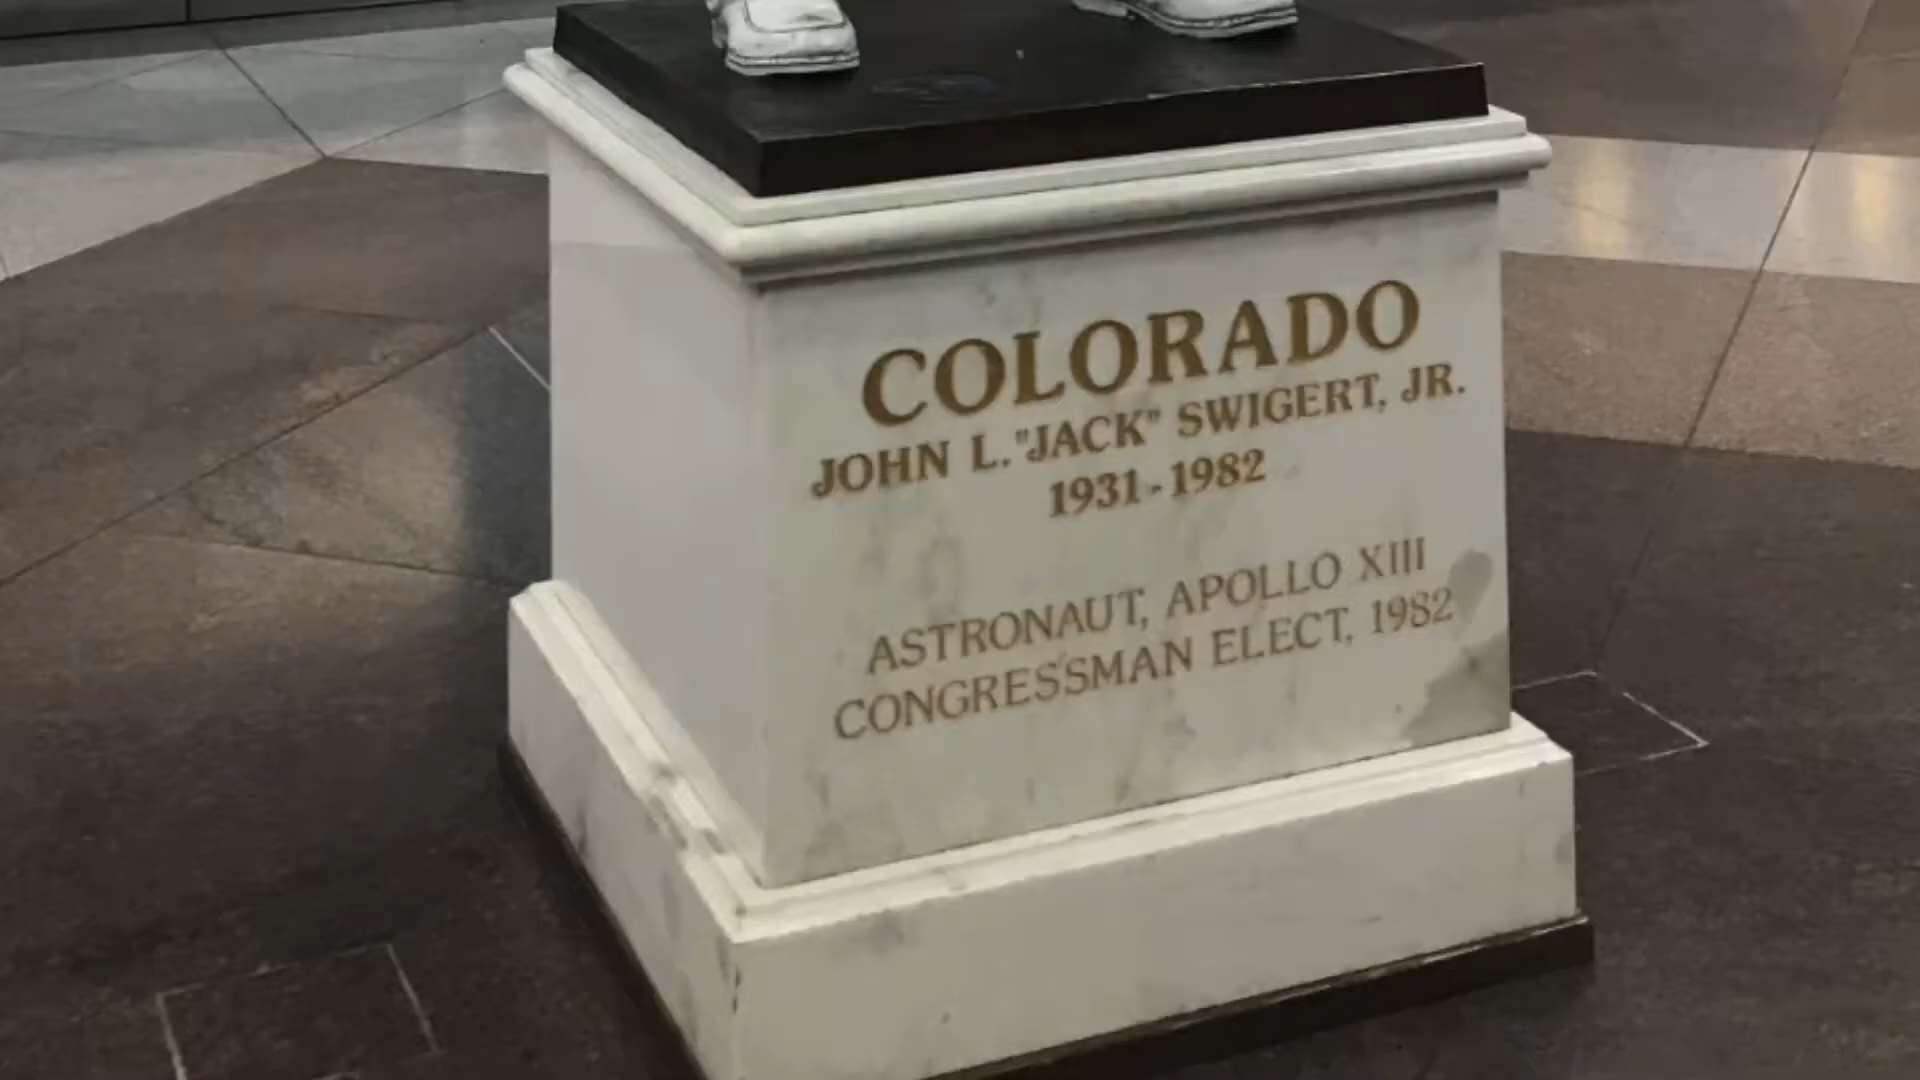 COLORADO
JOHN L. "JACK" SWIGERT, JR.
1931-1982
ASTRONAUT, APOLLO XIII
CONGRESSMAN ELECT, 1982